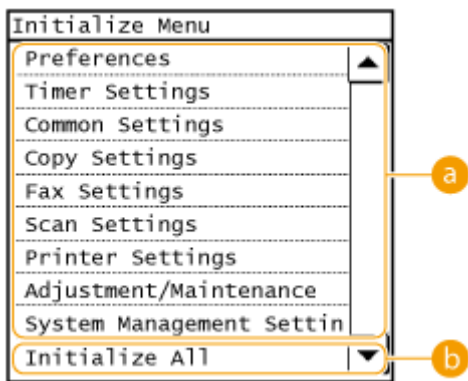 Initialize Menu
Preferences
Timer Settings
Common Settings
Copy Settings
Fax Settings
Scan Settings
Printer Settings
Adjustment/Maintenance
System Management Settin
Initialize All
a
b